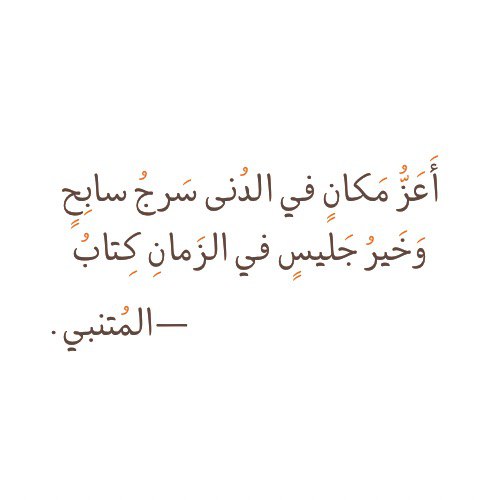 أَعَزُّ مَكانٍ في الدُنى سَرجُ سابِحٍ
وَخَيرُ جَليسٍ في الزَمانِ كِتابُ
—المُتنبي.